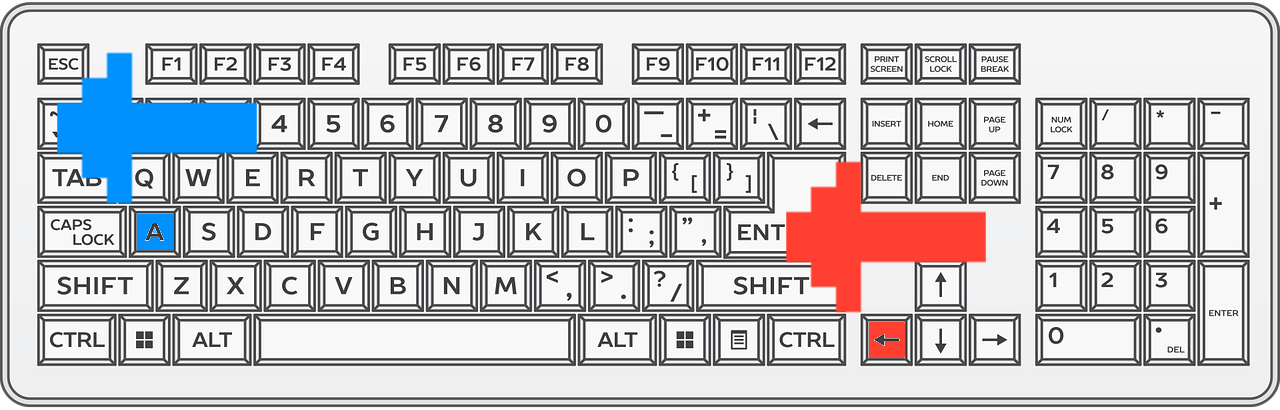 ESC F1 F2 F3 F4 F5 F6 F7 F8 F9 F10 F11 F12 PRINT SCREEN SCROLL LOCK PAUSE BREAK
4 5 6 7 8 9 0 — _ + = ¦ \ ← INSERT HOME PAGE UP NUM LOCK / * −
TAB Q W E R T Y U I O P { [ } ] DELETE END PAGE DOWN 7 8 9 +
CAPS LOCK A S D F G H J K L : ; ” , ENT 4 5 6
SHIFT Z X C V B N M < , > . ? / SHIFT ↑ 1 2 3 ENTER
CTRL ALT ALT CTRL ← ↓ → 0 • DEL